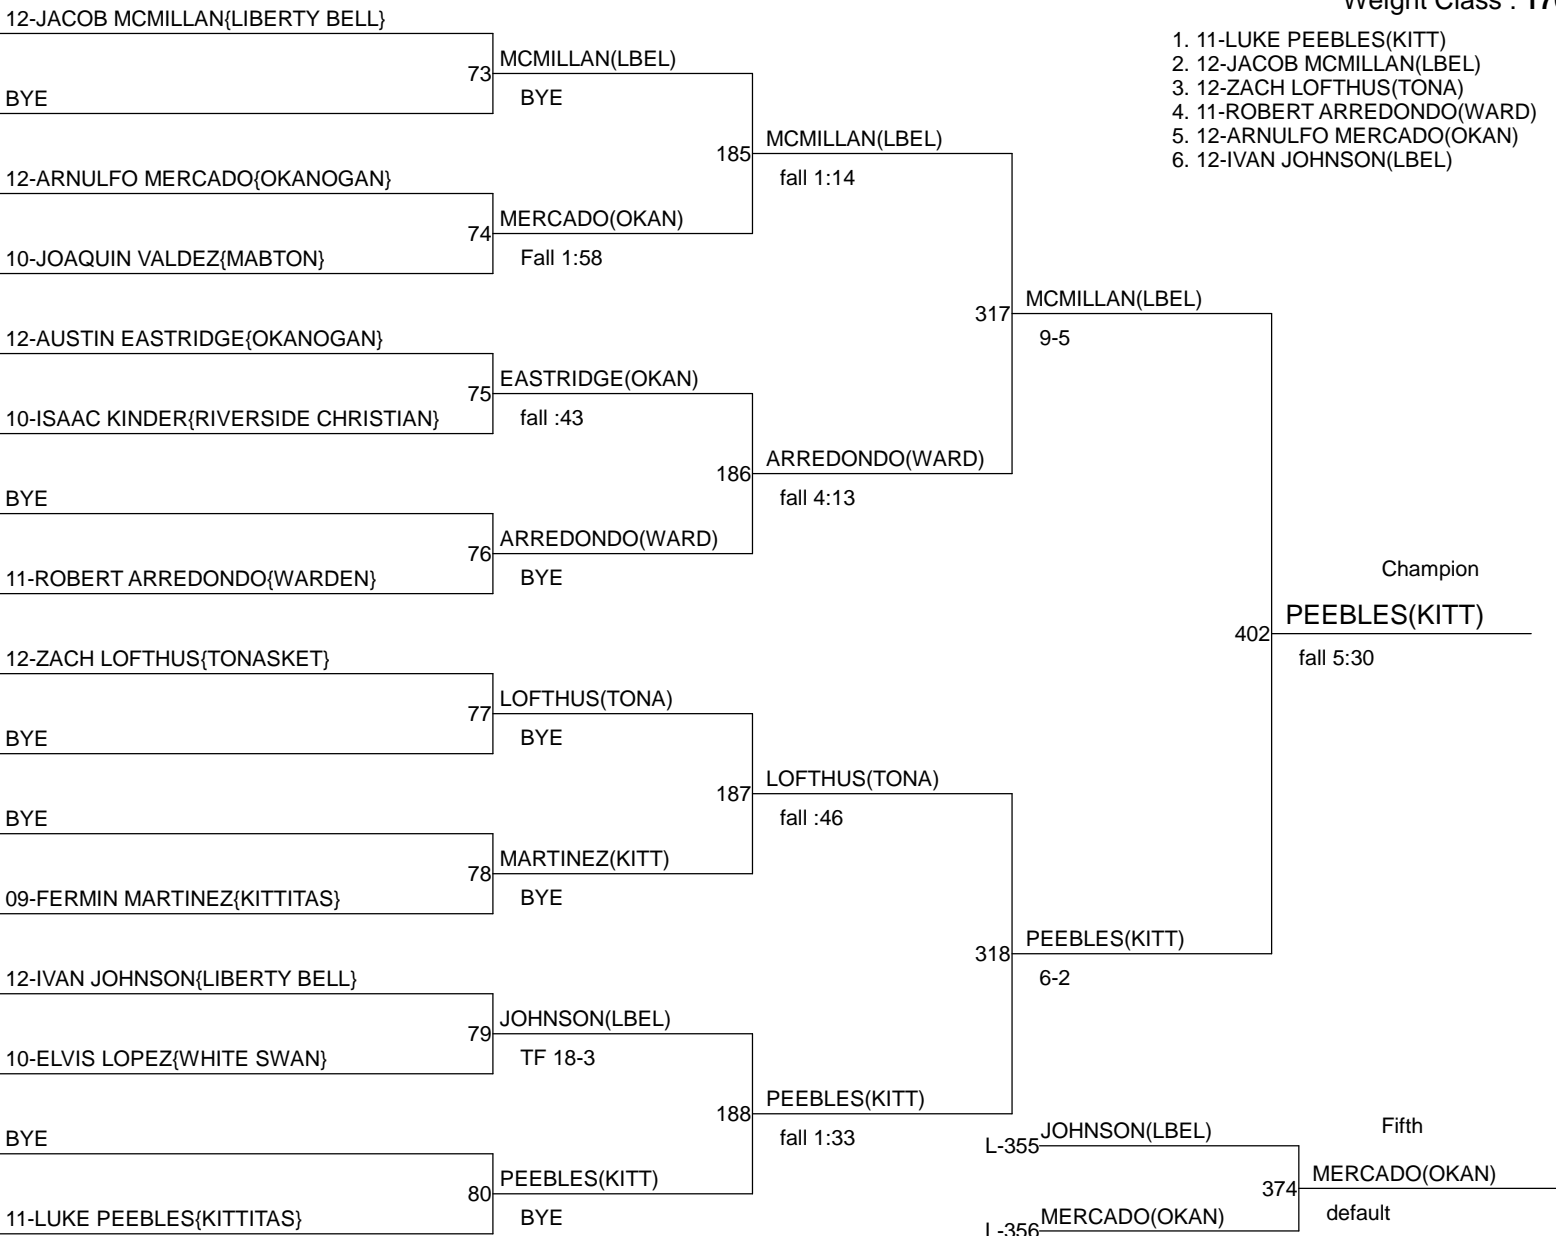 Weight Class :
1. 11-LUKE PEEBLES(KITT)
2. 12-JACOB MCMILLAN(LBEL)
3. 12-ZACH LOFTHUS(TONA)
4. 11-ROBERT ARREDONDO(WARD)
5. 12-ARNULFO MERCADO(OKAN)
6. 12-IVAN JOHNSON(LBEL)
12-JACOB MCMILLAN{LIBERTY BELL}
BYE
12-ARNULFO MERCADO{OKANOGAN}
10-JOAQUIN VALDEZ{MABTON}
12-AUSTIN EASTRIDGE{OKANOGAN}
10-ISAAC KINDER{RIVERSIDE CHRISTIAN}
BYE
11-ROBERT ARREDONDO{WARDEN}
12-ZACH LOFTHUS{TONASKET}
BYE
BYE
09-FERMIN MARTINEZ{KITTITAS}
12-IVAN JOHNSON{LIBERTY BELL}
10-ELVIS LOPEZ{WHITE SWAN}
BYE
11-LUKE PEEBLES{KITTITAS}
73 MCMILLAN(LBEL)
BYE
74 MERCADO(OKAN)
Fall 1:58
75 EASTRIDGE(OKAN)
fall :43
76 ARREDONDO(WARD)
BYE
77 LOFTHUS(TONA)
BYE
78 MARTINEZ(KITT)
BYE
79 JOHNSON(LBEL)
TF 18-3
80 PEEBLES(KITT)
BYE
185 MCMILLAN(LBEL)
fall 1:14
186 ARREDONDO(WARD)
fall 4:13
187 LOFTHUS(TONA)
fall :46
188 PEEBLES(KITT)
fall 1:33
317 MCMILLAN(LBEL)
9-5
318 PEEBLES(KITT)
6-2
Champion
402 PEEBLES(KITT)
fall 5:30
L-355 JOHNSON(LBEL)
L-356 MERCADO(OKAN)
Fifth
374 MERCADO(OKAN)
default